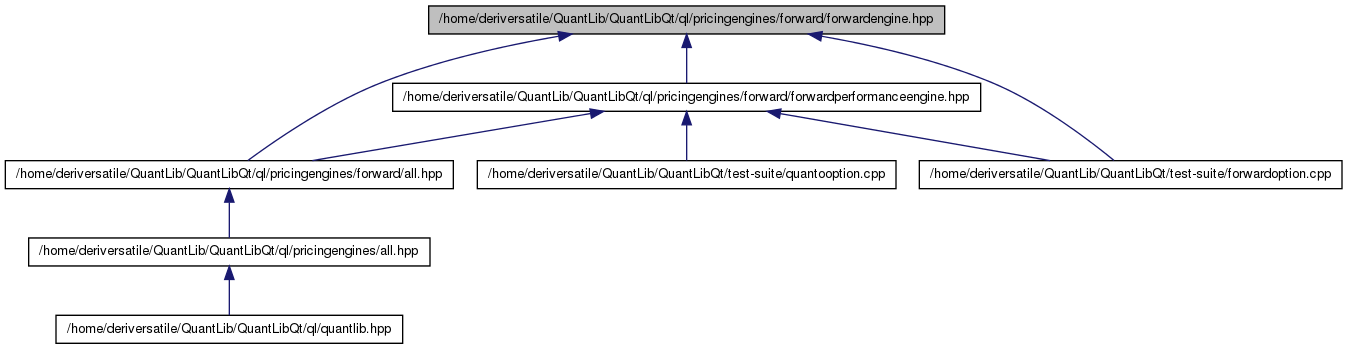 /home/deriversatile/QuantLib/QuantLibQt/ql/pricingengines/forward/forwardengine.hpp
/home/deriversatile/QuantLib/QuantLibQt/ql/pricingengines/forward/forwardperformanceengine.hpp
/home/deriversatile/QuantLib/QuantLibQt/ql/pricingengines/forward/all.hpp
/home/deriversatile/QuantLib/QuantLibQt/test-suite/quantooption.cpp
/home/deriversatile/QuantLib/QuantLibQt/test-suite/forwardoption.cpp
/home/deriversatile/QuantLib/QuantLibQt/ql/pricingengines/all.hpp
/home/deriversatile/QuantLib/QuantLibQt/ql/quantlib.hpp